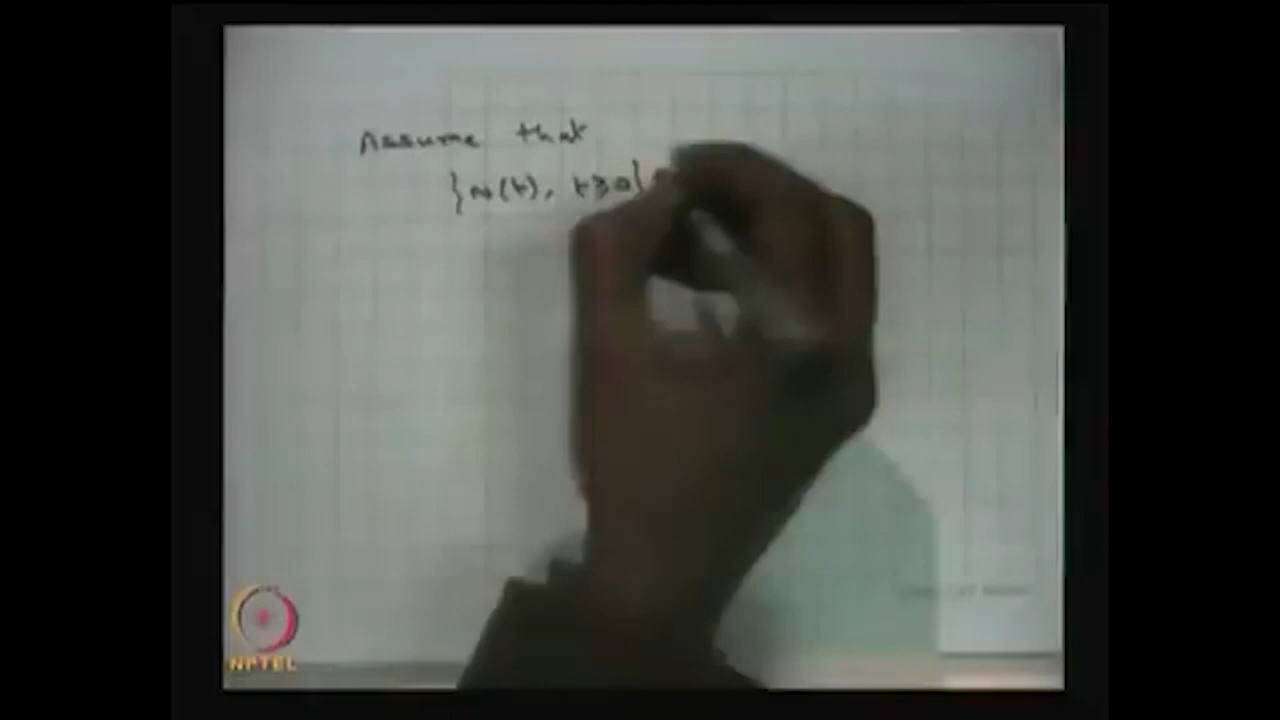 Assume that
{N(t), t≥0}
NPTEL